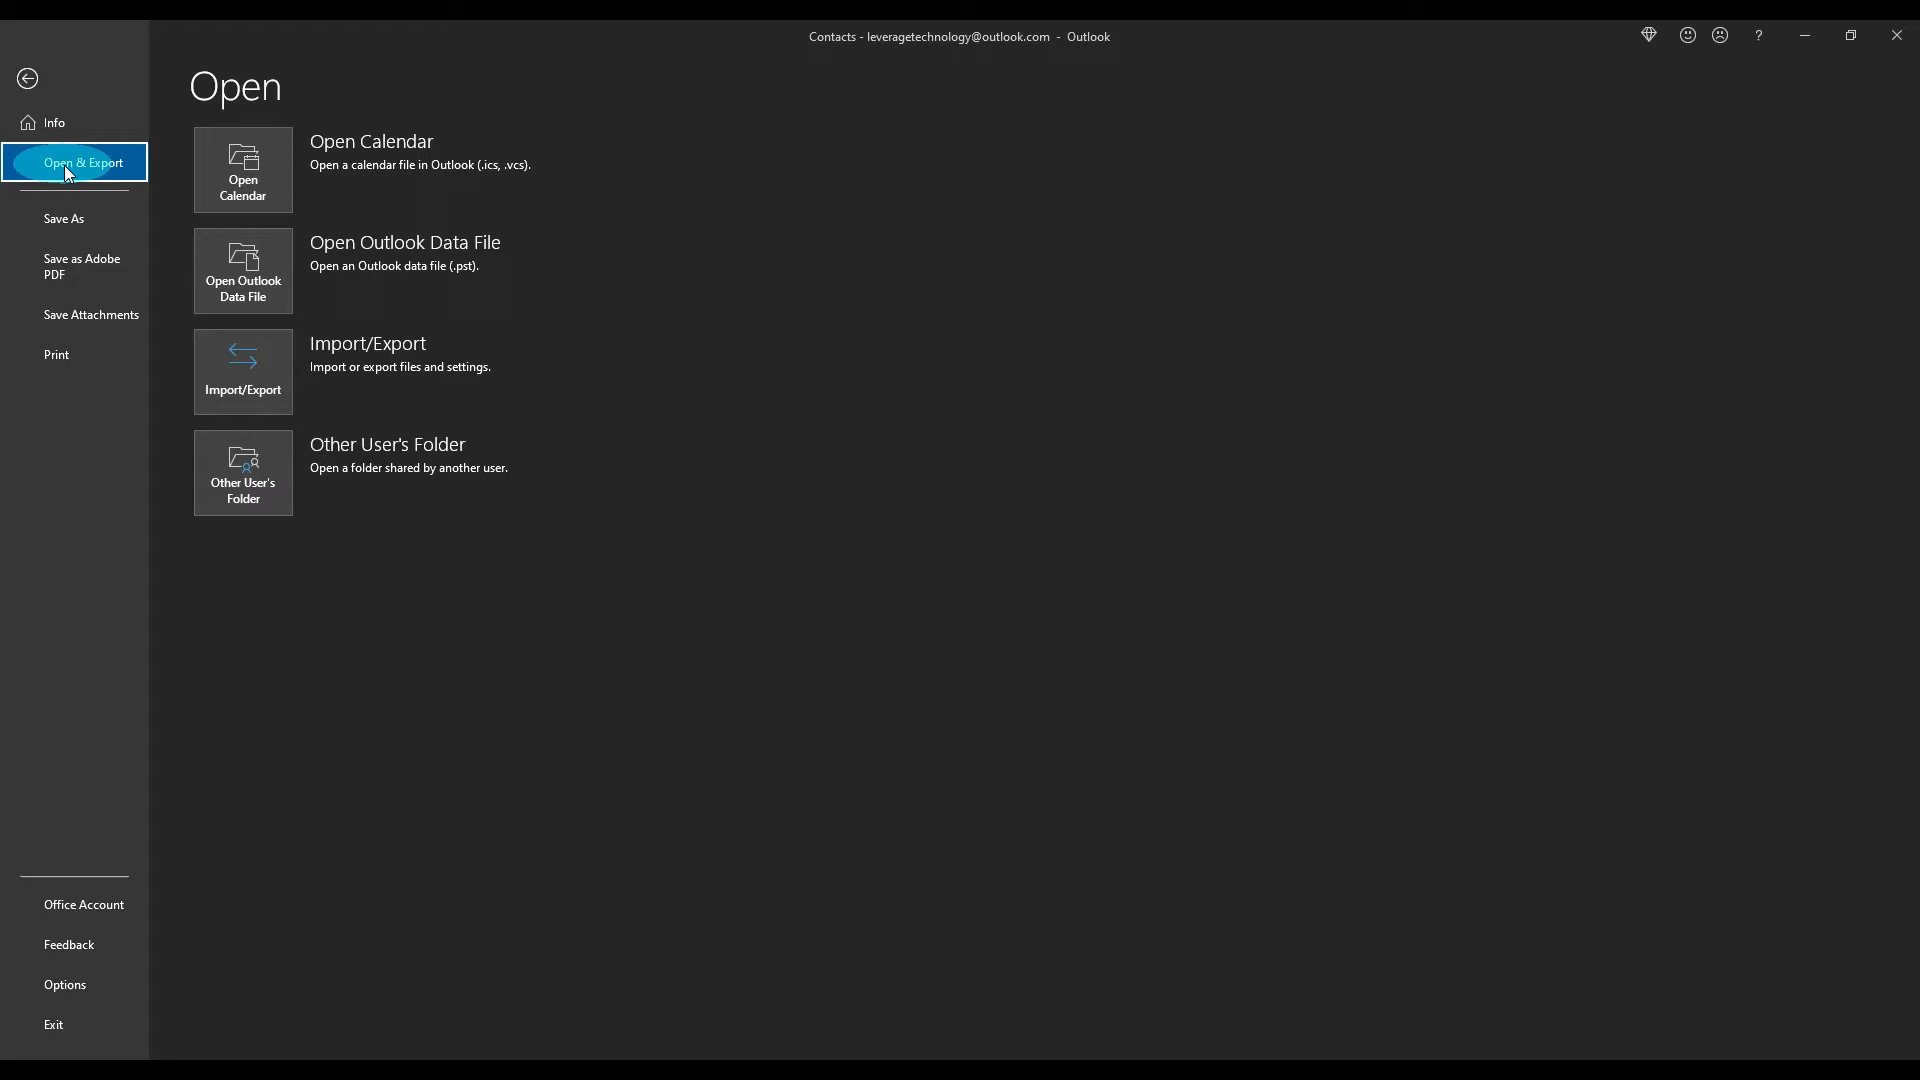 Contacts - leveragetechnology@outlook.com - Outlook
?
Info
Open & Export
Save As
Save as Adobe
PDF
Save Attachments
Print
Office Account
Feedback
Options
Exit
Open
Open
Calendar
Open Calendar
Open a calendar file in Outlook (.ics, .vcs).
Open Outlook
Data File
Open Outlook Data File
Open an Outlook data file (.pst).
Import/Export
Import/Export
Import or export files and settings.
Other User's
Folder
Other User's Folder
Open a folder shared by another user.